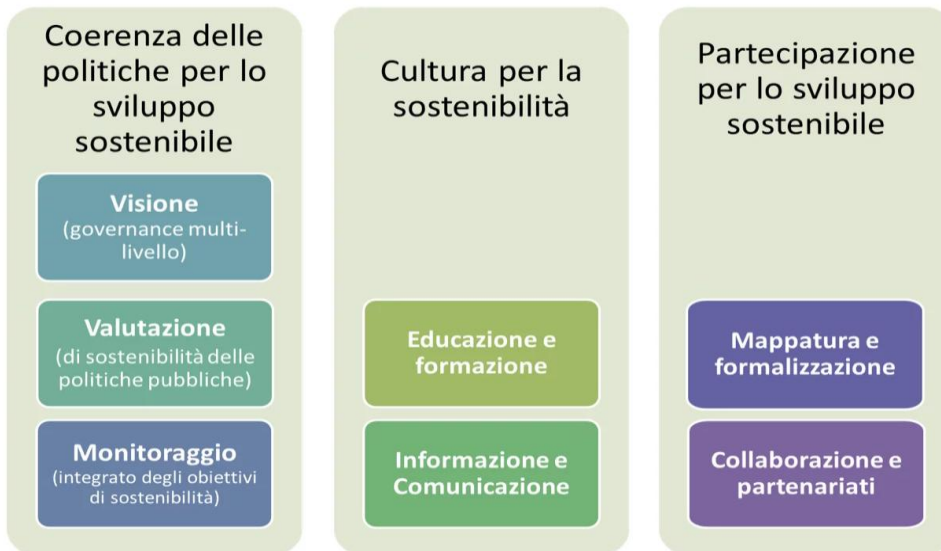 Coerenza delle
politiche per lo
sviluppo
sostenibile
Visione
(governance multi-
livello)
Valutazione
(di sostenibilità delle
politiche pubbliche)
Monitoraggio
(integrato degli obiettivi
di sostenibilità)
Cultura per la
sostenibilità
Educazione e
formazione
Informazione e
Comunicazione
Partecipazione
per lo sviluppo
sostenibile
Mappatura e
formalizzazione
Collaborazione e
partenariati